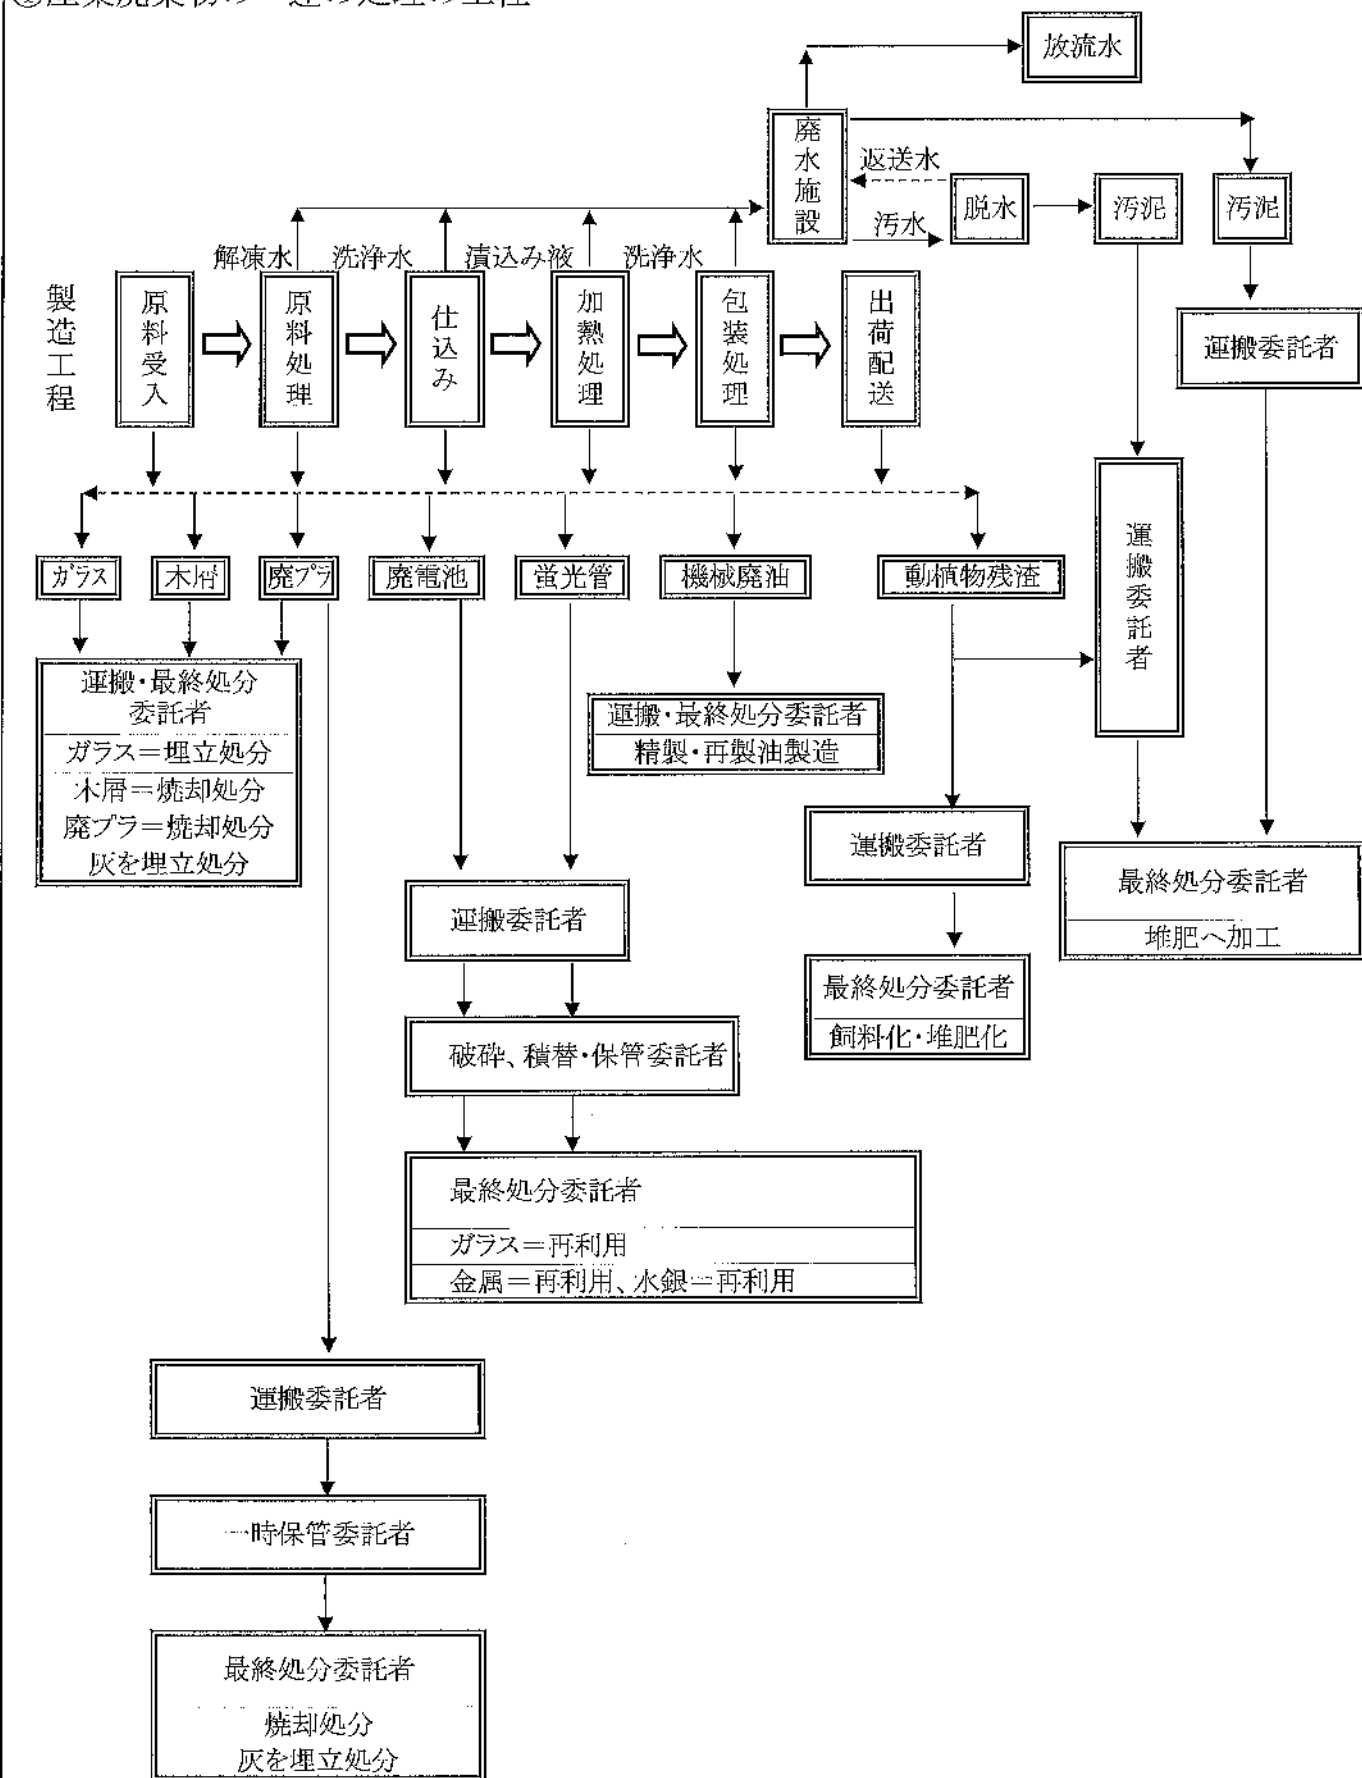 放流水
廃水施設
返送水
脱水
汚泥
汚泥
汚水
解凍水
洗浄水
漬込み液
洗浄水
製造工程
原料受入
原料処理
仕込み
加熱処理
包装処理
出荷配送
運搬委託者
運搬委託者
ガラス
木屑
廃プラ
廃電池
蛍光管
機械廃油
動植物残渣
運搬・最終処分
委託者
ガラス=埋立処分
木屑=焼却処分
廃プラ=焼却処分
灰を埋立処分
運搬・最終処分委託者
精製・再製油製造
運搬委託者
最終処分委託者
堆肥へ加工
運搬委託者
最終処分委託者
飼料化・堆肥化
破砕、積替・保管委託者
最終処分委託者
ガラス=再利用
金属=再利用、水銀=再利用
運搬委託者
一時保管委託者
最終処分委託者
焼却処分
灰を埋立処分